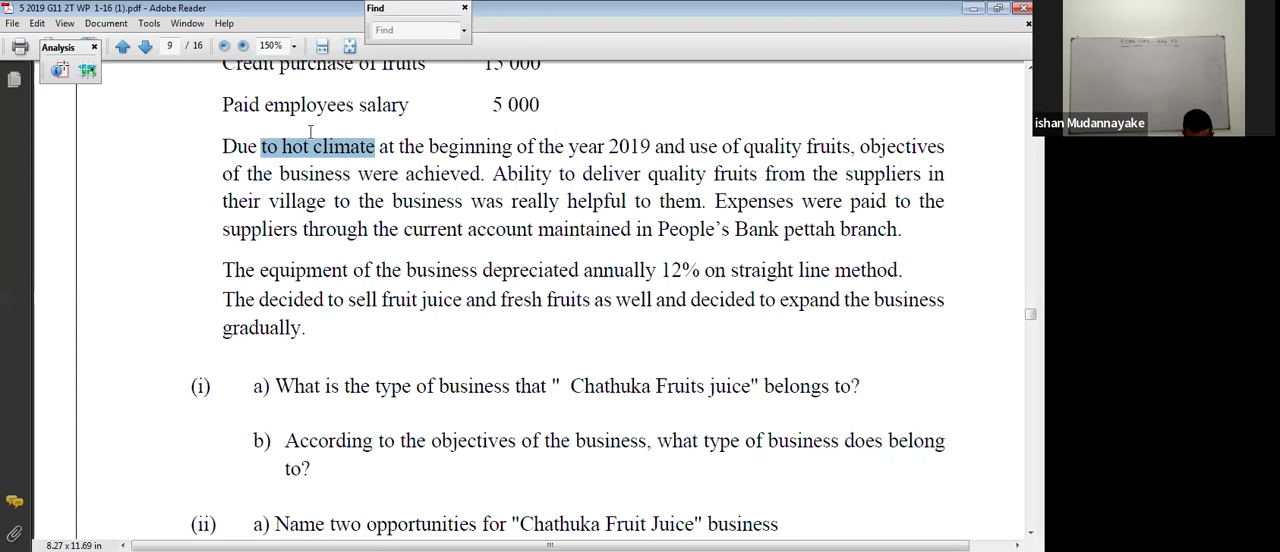 5 2019 G11 2T WP 1-16 (1).pdf - Adobe Reader
File Edit View Document Tools Window Help
Find
Find
Analysis
9 / 16
150%
Credit purchase of fruits 15 000
Paid employees salary 5 000
Due to hot climate at the beginning of the year 2019 and use of quality fruits, objectives
of the business were achieved. Ability to deliver quality fruits from the suppliers in
their village to the business was really helpful to them. Expenses were paid to the
suppliers through the current account maintained in People's Bank pettah branch.
The equipment of the business depreciated annually 12% on straight line method.
The decided to sell fruit juice and fresh fruits as well and decided to expand the business
gradually.
(i) a) What is the type of business that " Chathuka Fruits juice" belongs to?
b) According to the objectives of the business, what type of business does belong
to?
(ii) a) Name two opportunities for "Chathuka Fruit Juice" business
8.27 x 11.69 in
ishan Mudannayake